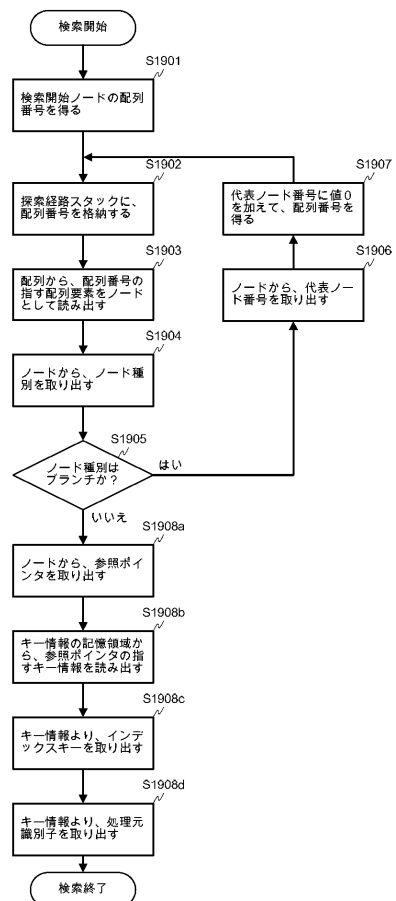 検索開始
S1901
検索開始ノードの配列
番号を得る
S1902
探索経路スタックに、
配列番号を格納する
S1907
代表ノード番号に値０
を加えて、配列番号を
得る
S1903
配列から、配列番号の
指す配列要素をノード
として読み出す
S1906
ノードから、代表ノー
ド番号を取り出す
S1904
ノードから、ノード種
別を取り出す
S1905
ノード種別は
ブランチか？
はい
いいえ
S1908a
ノードから、参照ポイ
ンタを取り出す
S1908b
キー情報の記憶領域か
ら、参照ポインタの指
すキー情報を読み出す
S1908c
キー情報より、インデ
ックスキーを取り出す
S1908d
キー情報より、処理元
識別子を取り出す
検索終了